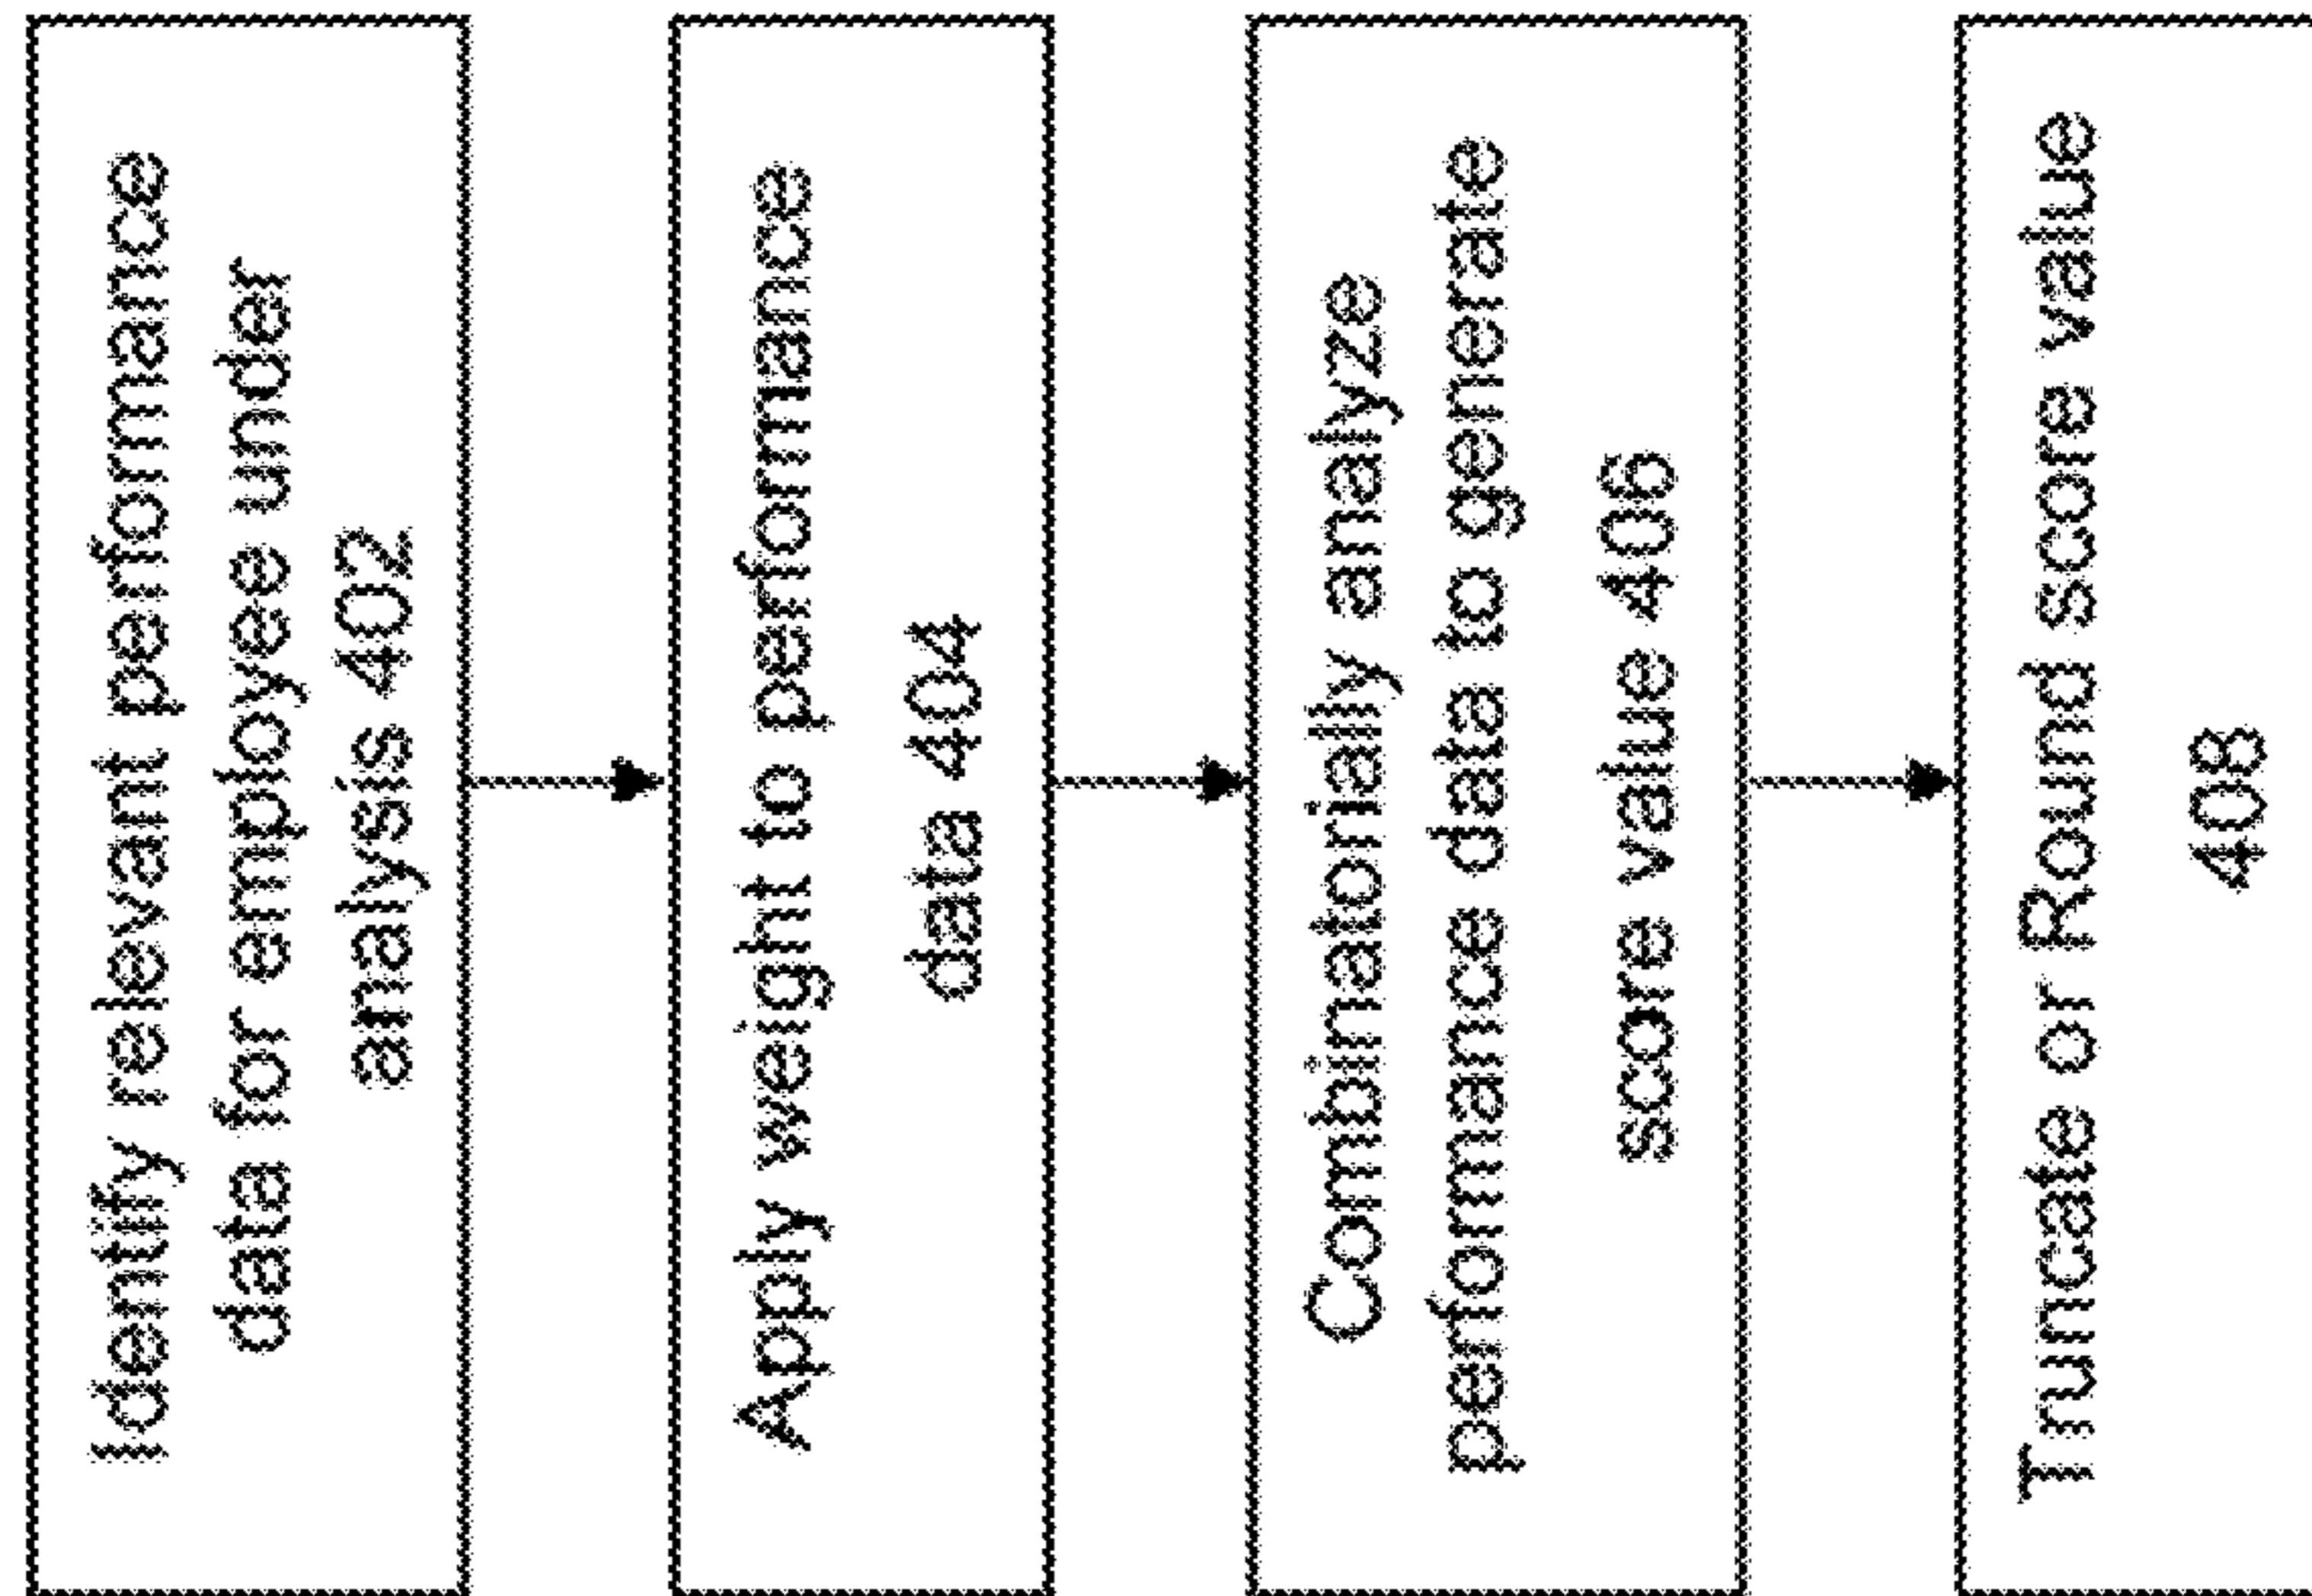 Identify relevant performance
data for employee under
analysis 402
Apply weight to performance
data 404
Combinatorially analyze
performance data to generate
score value 406
Truncate or Round score value
408